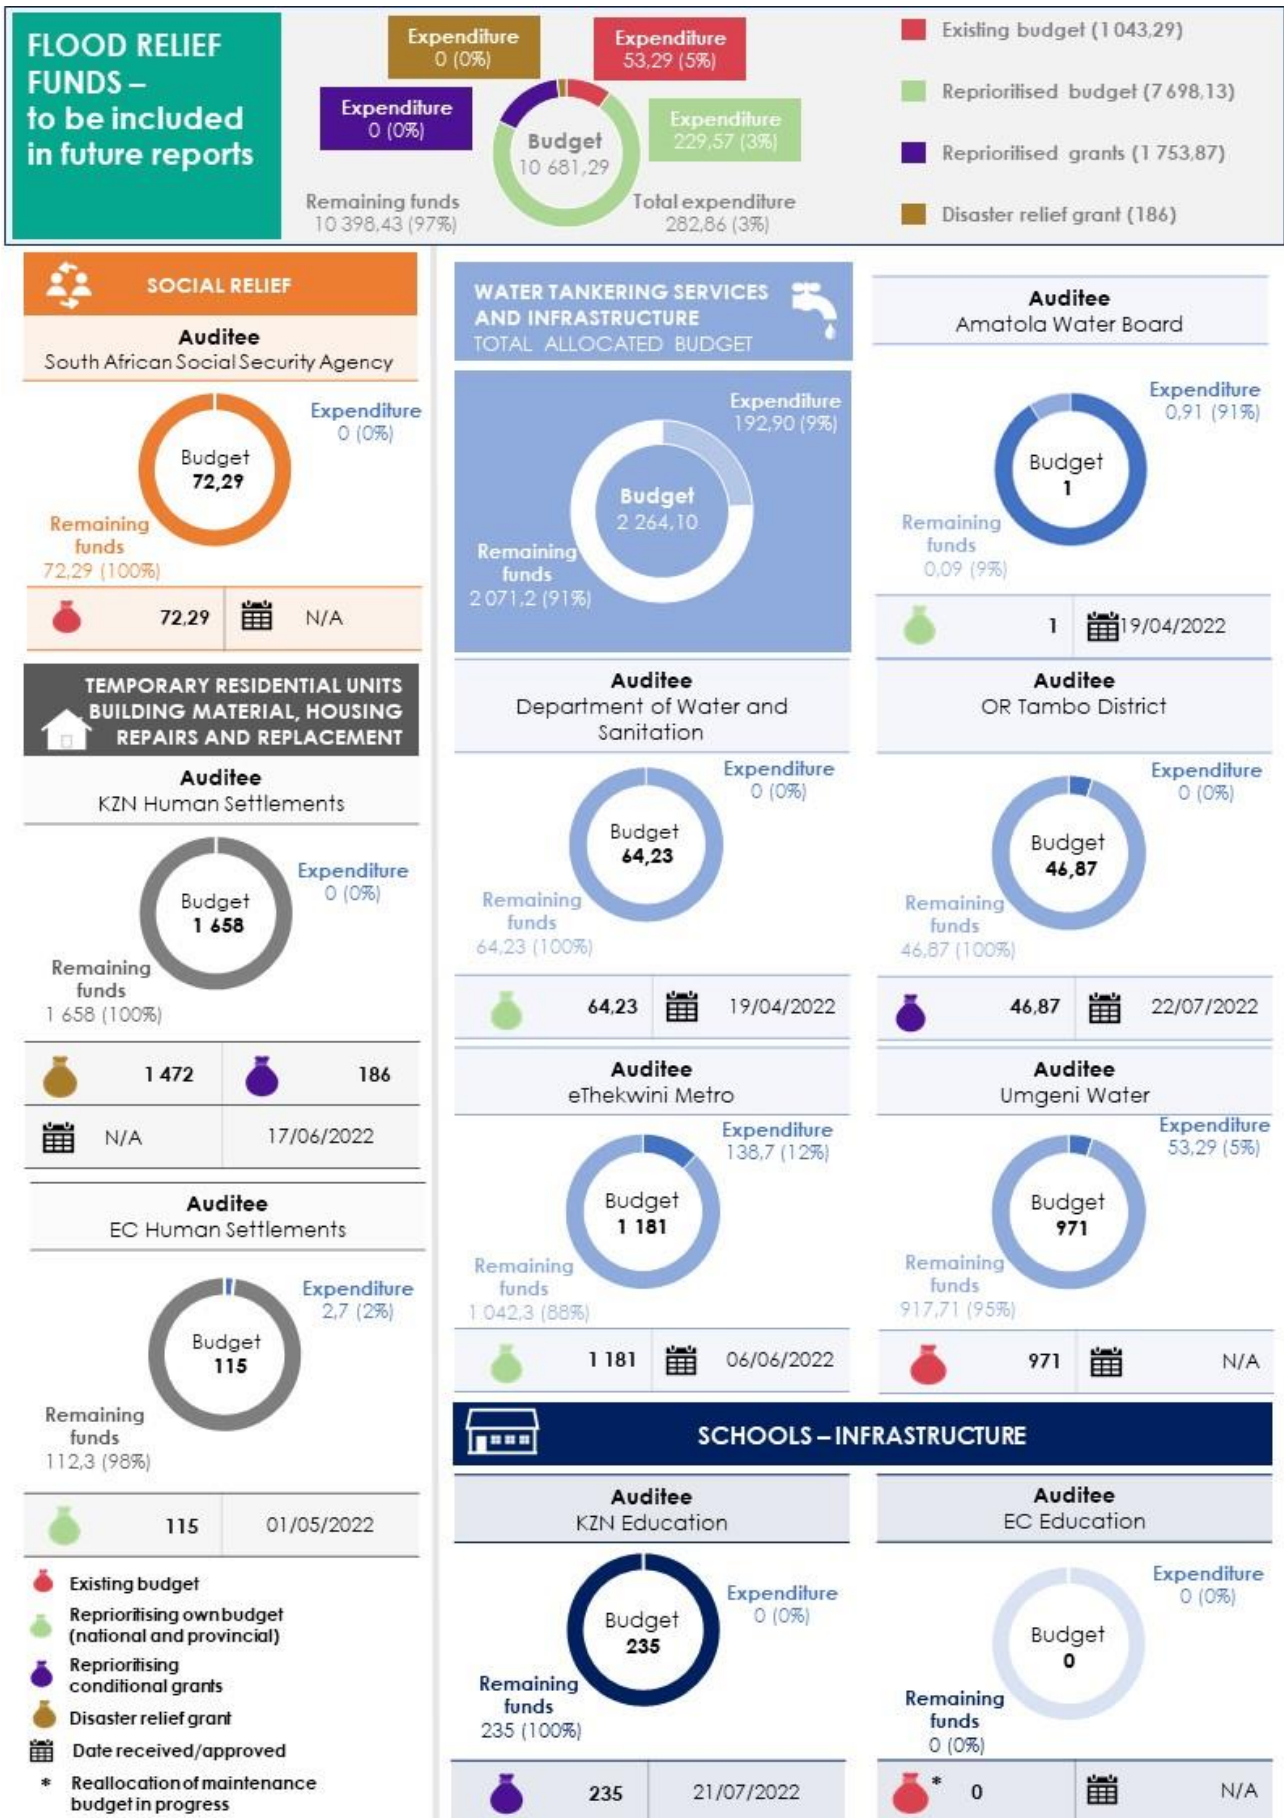 FLOOD RELIEF
FUNDS –
to be included
in future reports
Expenditure
0 (0%)
Expenditure
53,29 (5%)
Expenditure
0 (0%)
Expenditure
229,57 (3%)
Budget
10 681,29
Remaining funds
10 398,43 (97%)
Total expenditure
282,86 (3%)
Existing budget (1 043,29)
Reprioritised budget (7 698,13)
Reprioritised grants (1 753,87)
Disaster relief grant (186)
SOCIAL RELIEF
Auditee
South African Social Security Agency
Expenditure
0 (0%)
Budget
72,29
Remaining
funds
72,29 (100%)
72,29
N/A
TEMPORARY RESIDENTIAL UNITS
BUILDING MATERIAL, HOUSING
REPAIRS AND REPLACEMENT
Auditee
KZN Human Settlements
Expenditure
0 (0%)
Budget
1 658
Remaining
funds
1 658 (100%)
1 472
186
N/A
17/06/2022
Auditee
EC Human Settlements
Expenditure
2,7 (2%)
Budget
115
Remaining
funds
112,3 (98%)
115
01/05/2022
Existing budget
Reprioritising own budget
(national and provincial)
Reprioritising
conditional grants
Disaster relief grant
Date received/approved
* Reallocation of maintenance
budget in progress
WATER TANKERING SERVICES
AND INFRASTRUCTURE
TOTAL ALLOCATED BUDGET
Expenditure
192,90 (9%)
Budget
2 264,10
Remaining
funds
2 071,2 (91%)
Auditee
Amatola Water Board
Expenditure
0,91 (91%)
Budget
1
Remaining
funds
0,09 (9%)
1
19/04/2022
Auditee
Department of Water and
Sanitation
Expenditure
0 (0%)
Budget
64,23
Remaining
funds
64,23 (100%)
64,23
19/04/2022
Auditee
OR Tambo District
Expenditure
0 (0%)
Budget
46,87
Remaining
funds
46,87 (100%)
46,87
22/07/2022
Auditee
eThekwini Metro
Expenditure
138,7 (12%)
Budget
1 181
Remaining
funds
1 042,3 (88%)
1 181
06/06/2022
Auditee
Umgeni Water
Expenditure
53,29 (5%)
Budget
971
Remaining
funds
917,71 (95%)
971
N/A
SCHOOLS – INFRASTRUCTURE
Auditee
KZN Education
Expenditure
0 (0%)
Budget
235
Remaining
funds
235 (100%)
235
21/07/2022
Auditee
EC Education
Expenditure
0 (0%)
Budget
0
Remaining
funds
0 (0%)
* 0
N/A